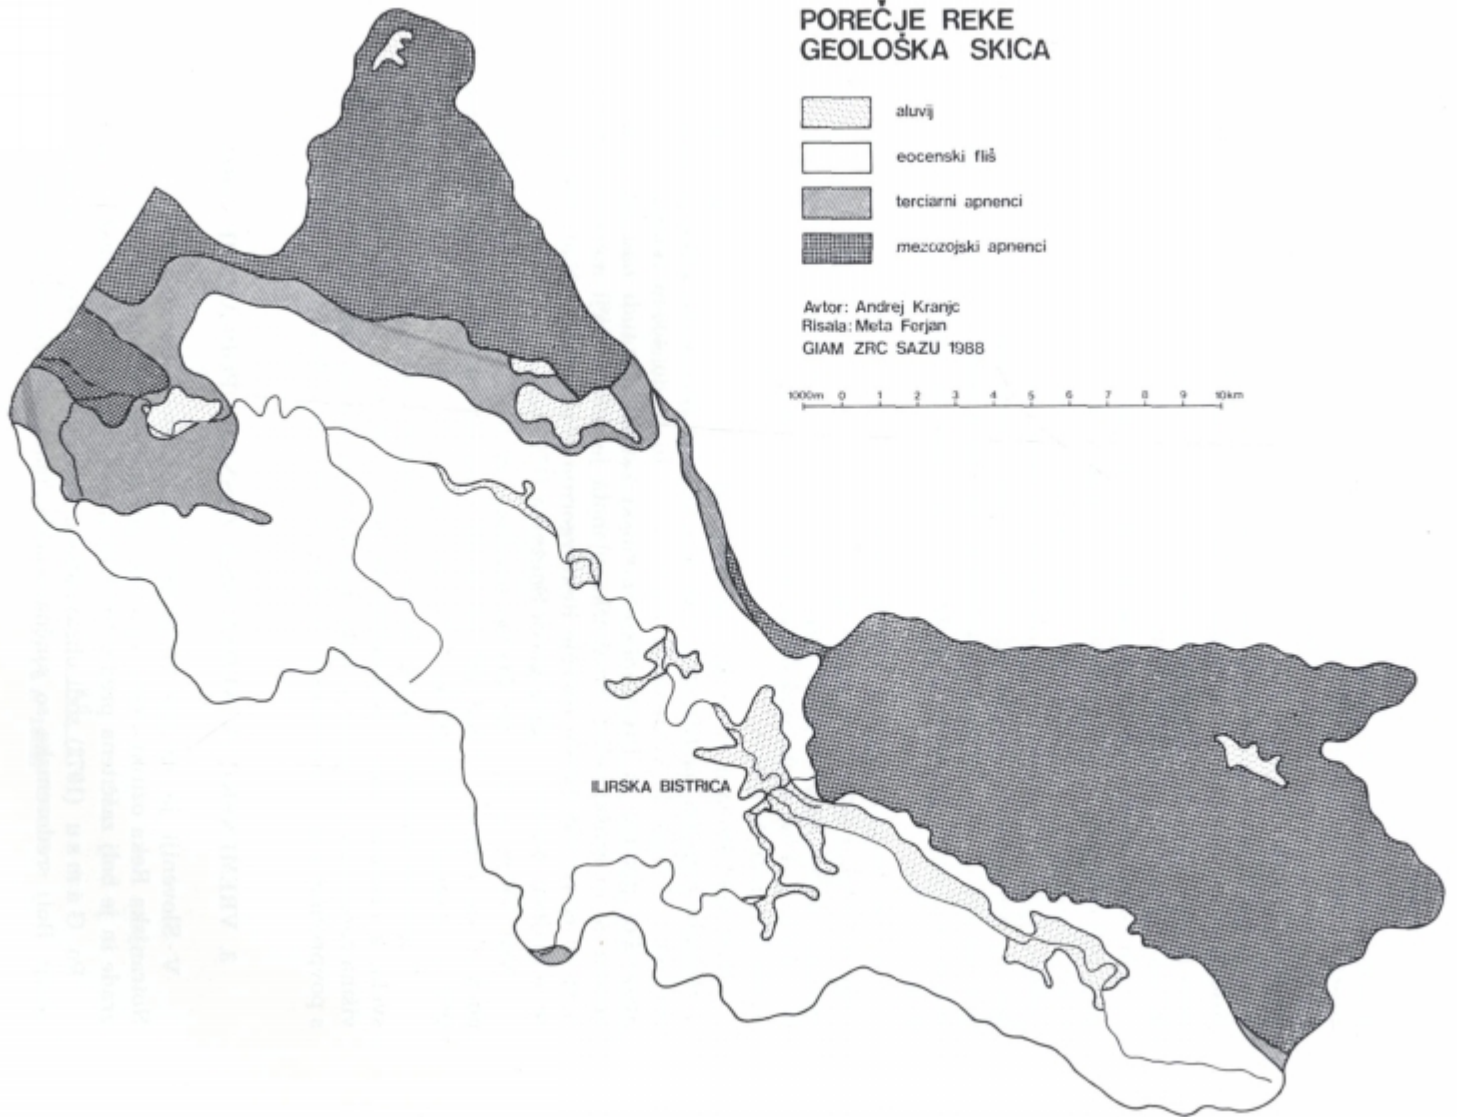 POREČJE REKE
GEOLOŠKA SKICA
aluvij
eocenski fliš
terciarni apnenci
mezozojski apnenci
Avtor: Andrej Kranjc
Risala: Meta Ferjan
GIAM ZRC SAZU 1988
1000m 0 1 2 3 4 5 6 7 8 9 10km
ILIRSKA BISTRICA